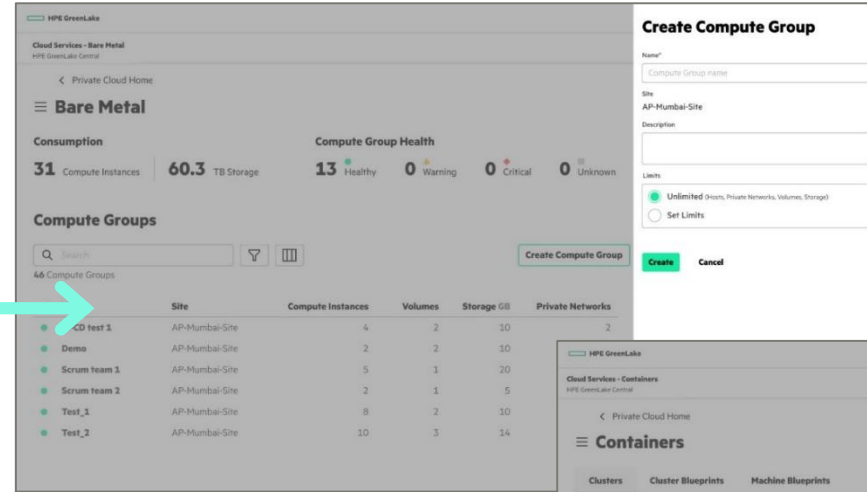 HPE GreenLake
Cloud Services - Bare Metal
HPE GreenLake Central
< Private Cloud Home
Bare Metal
Consumption
31 Compute Instances 60.3 TB Storage
Compute Group Health
13 Healthy 0 Warning 0 Critical 0 Unknown
Compute Groups
Search
Create Compute Group
46 Compute Groups
Site Compute Instances Volumes Storage GB Private Networks
CD test 1 AP-Mumbai-Site 4 2 10 2
Demo AP-Mumbai-Site 2 2 10
Scrum team 1 AP-Mumbai-Site 5 1 20
Scrum team 2 AP-Mumbai-Site 2 1 5
Test_1 AP-Mumbai-Site 8 2 10
Test_2 AP-Mumbai-Site 10 3 14
Create Compute Group
Name*
Compute Group name
Site
AP-Mumbai-Site
Description
Limits
Unlimited (Hosts, Private Networks, Volumes, Storage)
Set Limits
Create Cancel
HPE GreenLake
Cloud Services - Containers
HPE GreenLake Central
< Private Cloud Home
Containers
Clusters Cluster Blueprints Machine Blueprints